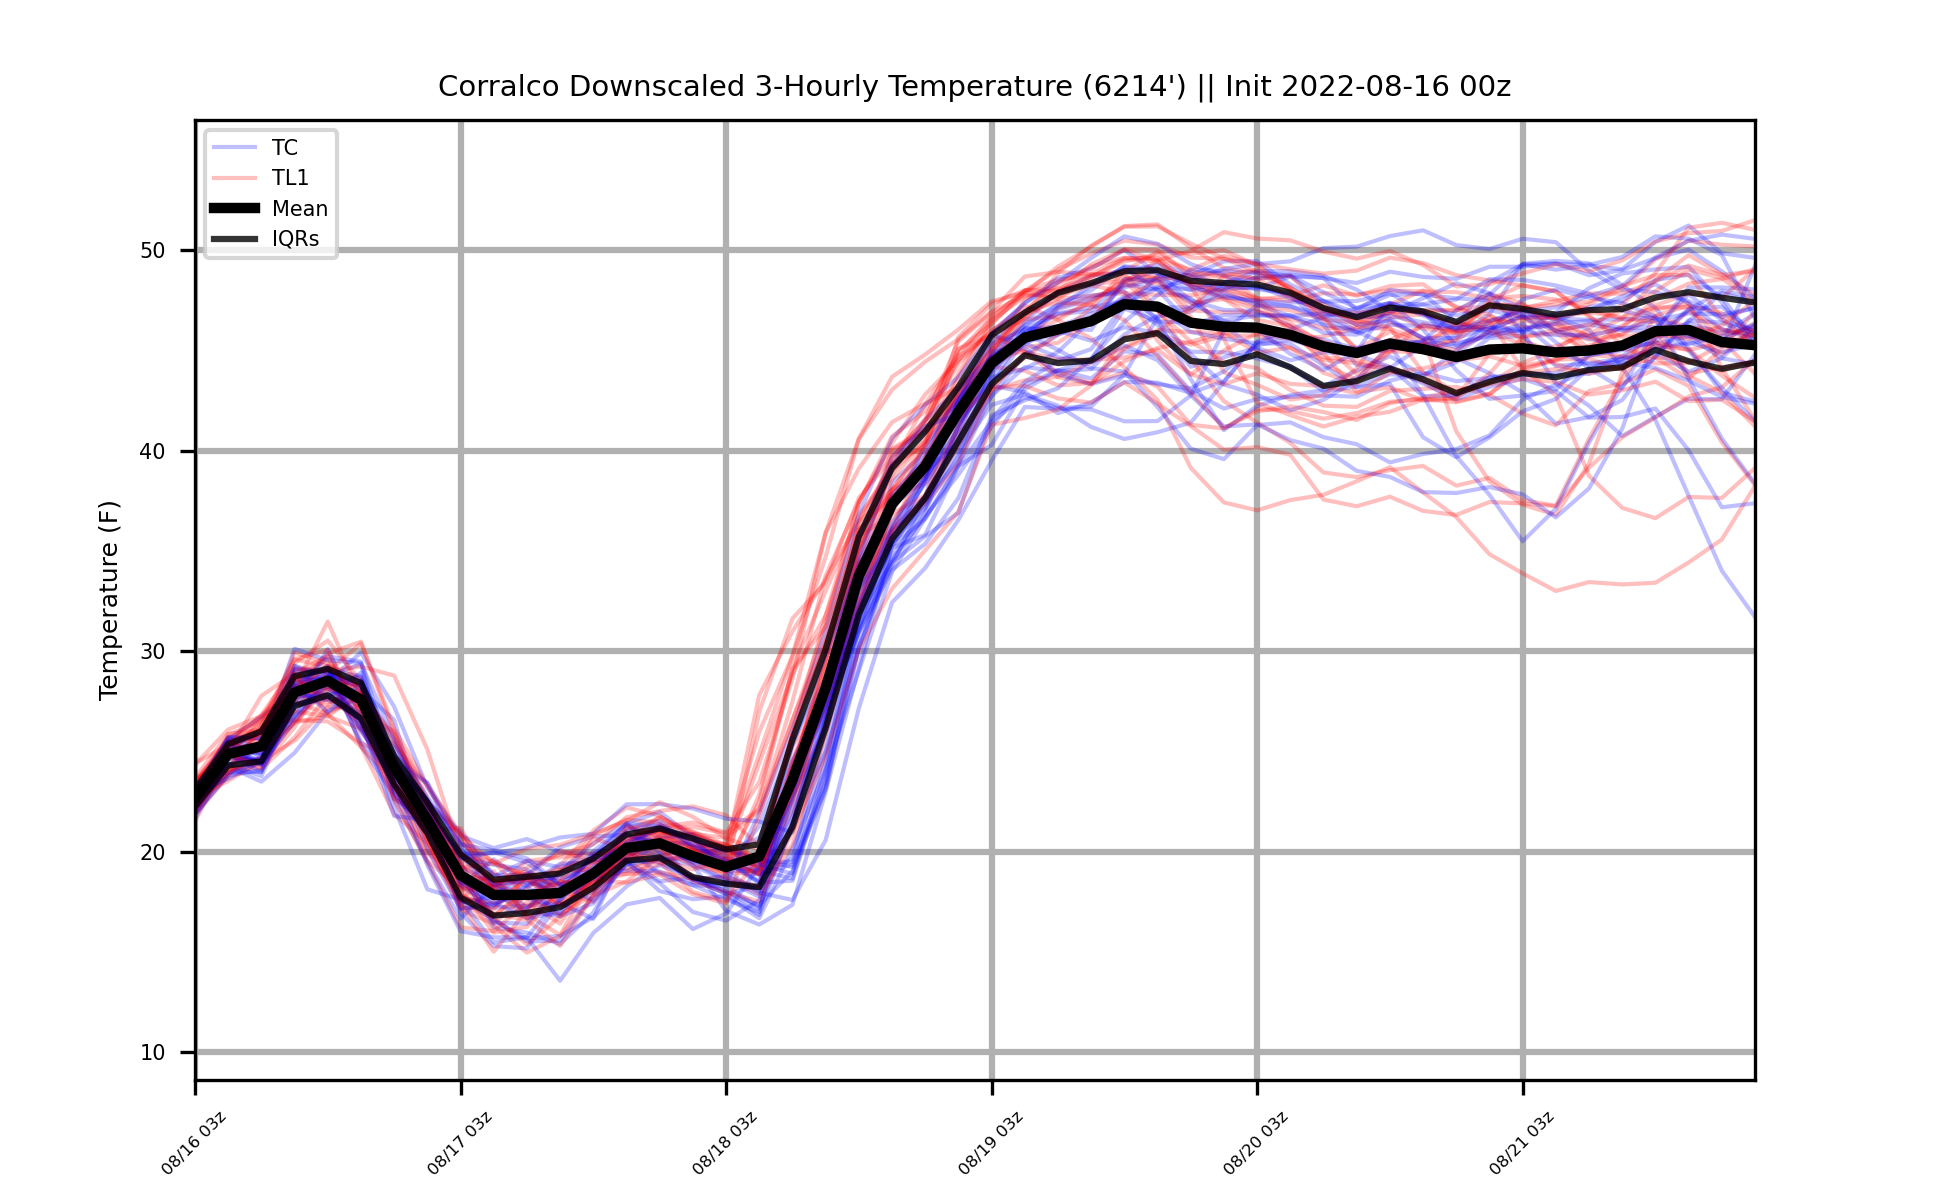 Corralco Downscaled 3-Hourly Temperature (6214') || Init 2022-08-16 00z
TC
TL1
Mean
IQRs
Temperature (F)
50
40
30
20
10
08/16 03z
08/17 03z
08/18 03z
08/19 03z
08/20 03z
08/21 03z